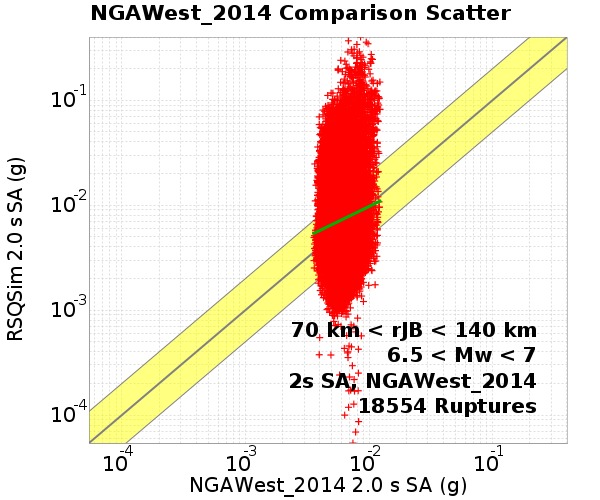 NGAWest_2014 Comparison Scatter
RSQSim 2.0 s SA (g)
10-1
10-2
10-3
10-4
70 km < rJB < 140 km
6.5 < Mw < 7
2s SA, NGAWest_2014
18554 Ruptures
10-4 10-3 10-2 10-1
NGAWest_2014 2.0 s SA (g)